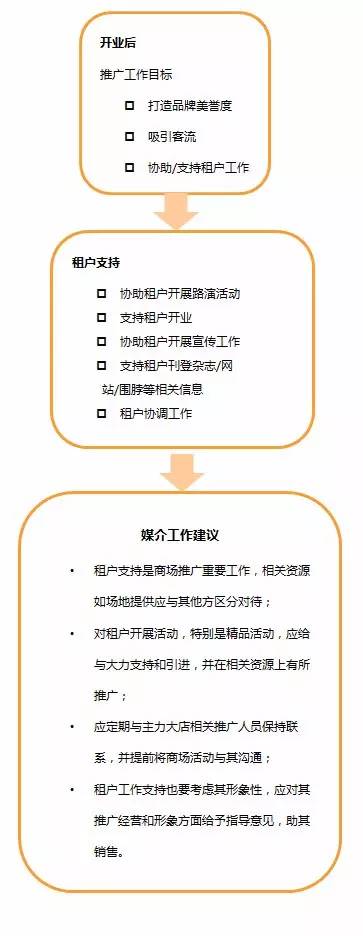 开业后
推广工作目标
打造品牌美誉度
吸引客流
协助/支持租户工作
租户支持
协助租户开展路演活动
支持租户开业
协助租户开展宣传工作
支持租户刊登杂志/网
站/围脖等相关信息
租户协调工作
媒介工作建议
• 租户支持是商场推广重要工作，相关资源
如场地提供应与其他方区分对待；
• 对租户开展活动，特别是精品活动，应给
与大力支持和引进，并在相关资源上有所
推广；
• 应定期与主力大店相关推广人员保持联
系，并提前将商场活动与其沟通；
• 租户工作支持也要考虑其形象性，应对其
推广经营和形象方面给予指导意见，助其
销售。